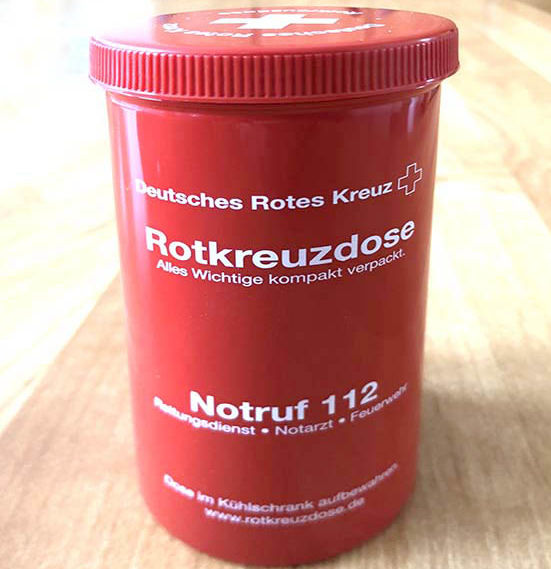 Deutsches Rotes Kreuz
Rotkreuzdose
Alles Wichtige kompakt verpackt.
Notruf 112
Rettungsdienst • Notarzt • Feuerwehr
Dose im Kühlschrank aufbewahren.
www.rotkreuzdose.de